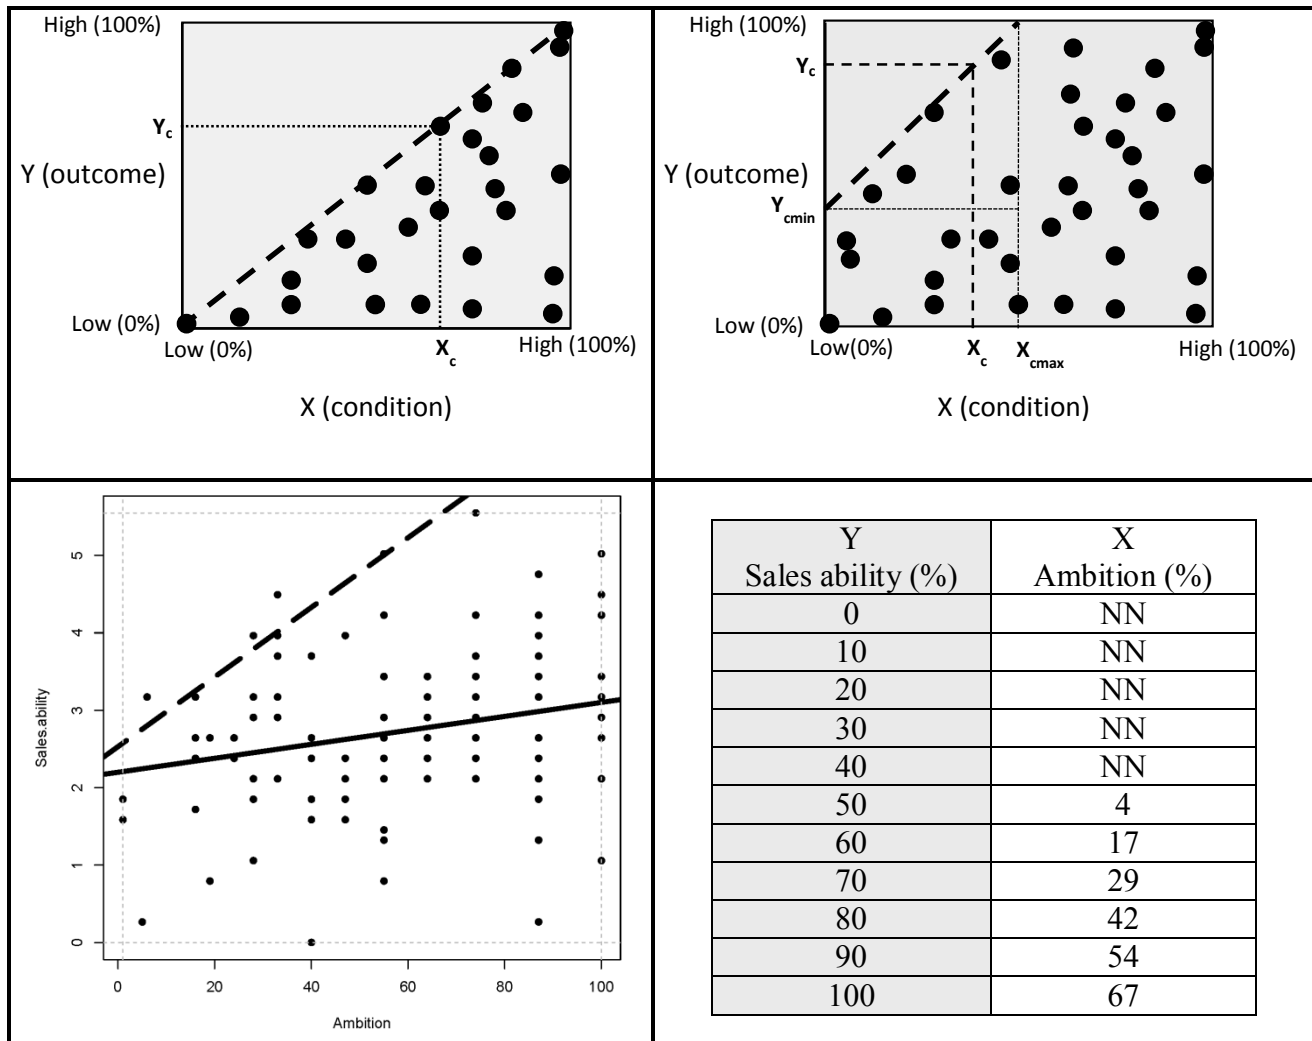 High (100%)
Yc
Y (outcome)
Low (0%)
Low (0%)
Xc
High (100%)
X (condition)
High (100%)
Yc
Y (outcome)
Ycmin
Low (0%)
Low(0%)
Xc
Xcmax
High (100%)
X (condition)
Sales.ability
5
4
3
2
1
0
0 20 40 60 80 100
Ambition
Y X
Sales ability (%) Ambition (%)
0 NN
10 NN
20 NN
30 NN
40 NN
50 4
60 17
70 29
80 42
90 54
100 67